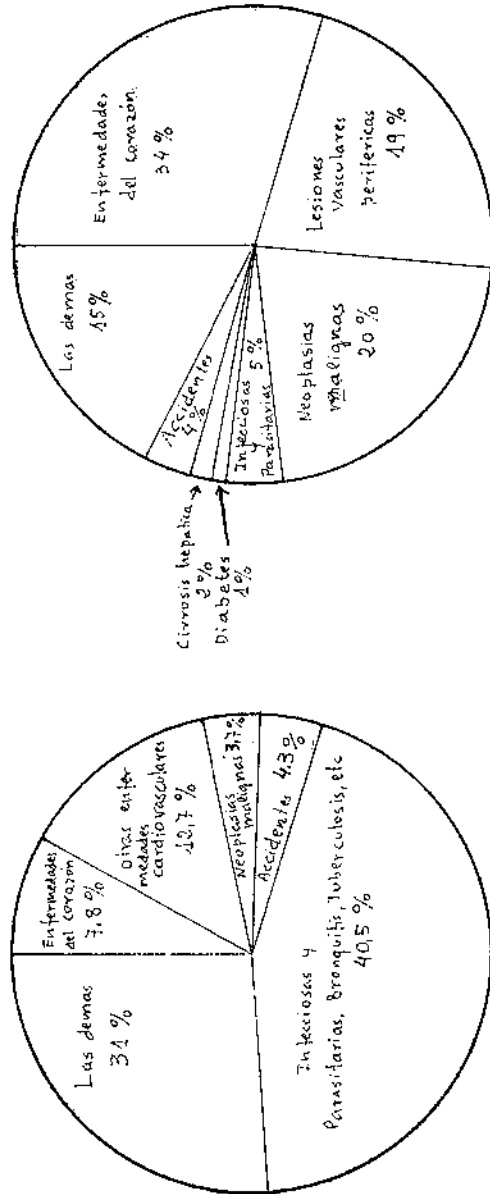 Las demas
31 %
Enfermedades
del corazón
7,8 %
otras enfer
medades
cardiovasculares
12,7 %
Neoplasias
malignas 3,7%
Accidentes 4.3%
Infecciosas y
Parasitarias, Bronquitis, Tuberculosis, etc
40,5 %
Las demas
15%
Enfermedades,
del corazón.
34 %
Lesiones
Vasculares
perifericas
19 %
Neoplasias
malignas
20 %
Infecciosas 5 %
y
Parasitarias
Diabetes
1%
Cirrosis hepatica
2%
Accidentes
4%